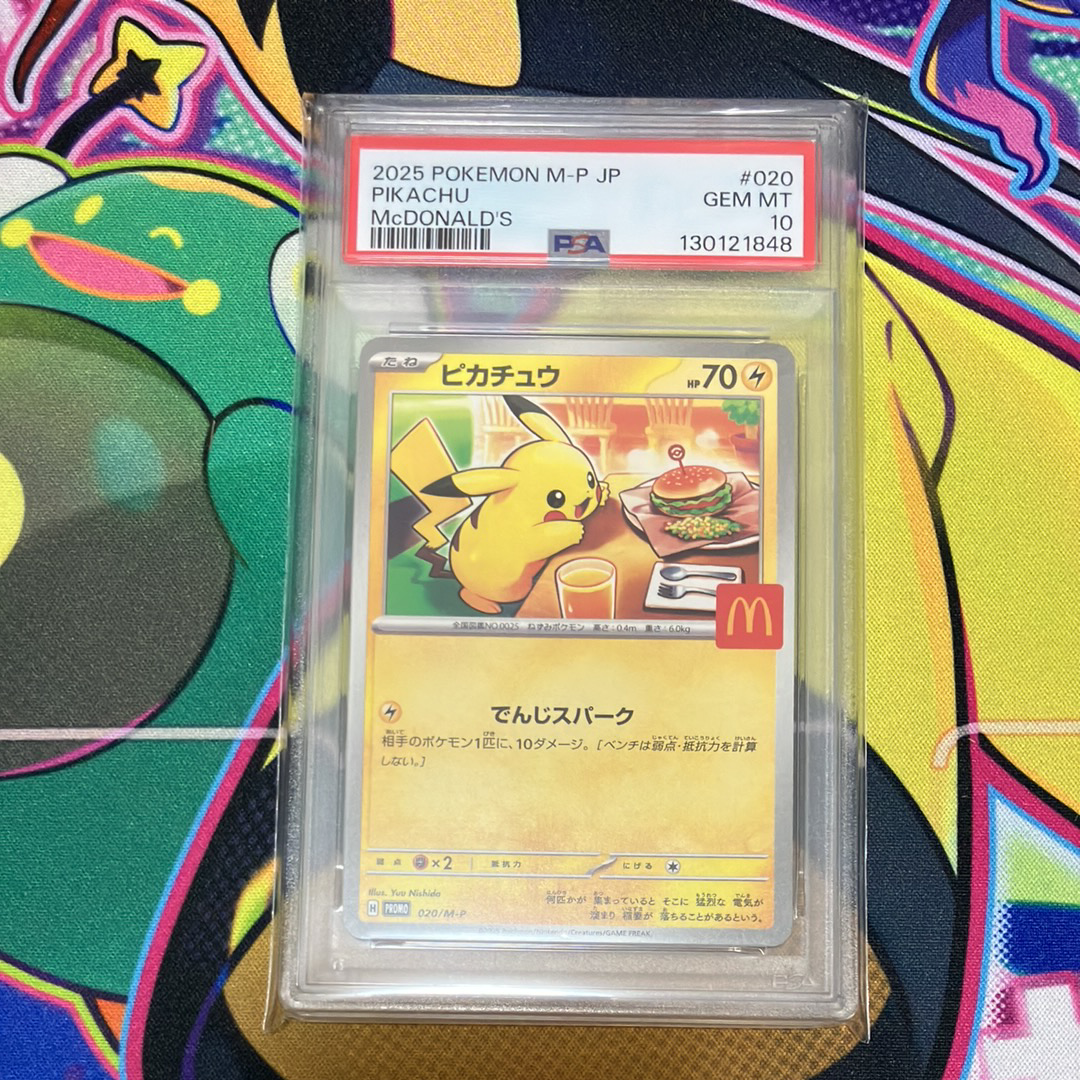 2025 POKEMON M-P JP #020
PIKACHU GEM MT
McDONALD'S 10
PSA 130121848
たね ピカチュウ HP70
全国図鑑NO.0025 ねずみポケモン 高さ:0.4m 重さ:6.0kg
でんじスパーク
相手のポケモン1匹に、10ダメージ。[ベンチは弱点・抵抗力を計算
しない。]
弱点 ×2 抵抗力 にげる
Illus. Yuu Nishida
何匹かが 集まっていると そこに 猛烈な 電気が
溜まり 稲妻が 落ちることがあるという。
H PROMO 020/M-P
/Nintendo/Creatures/GAME FREAK.
PSA